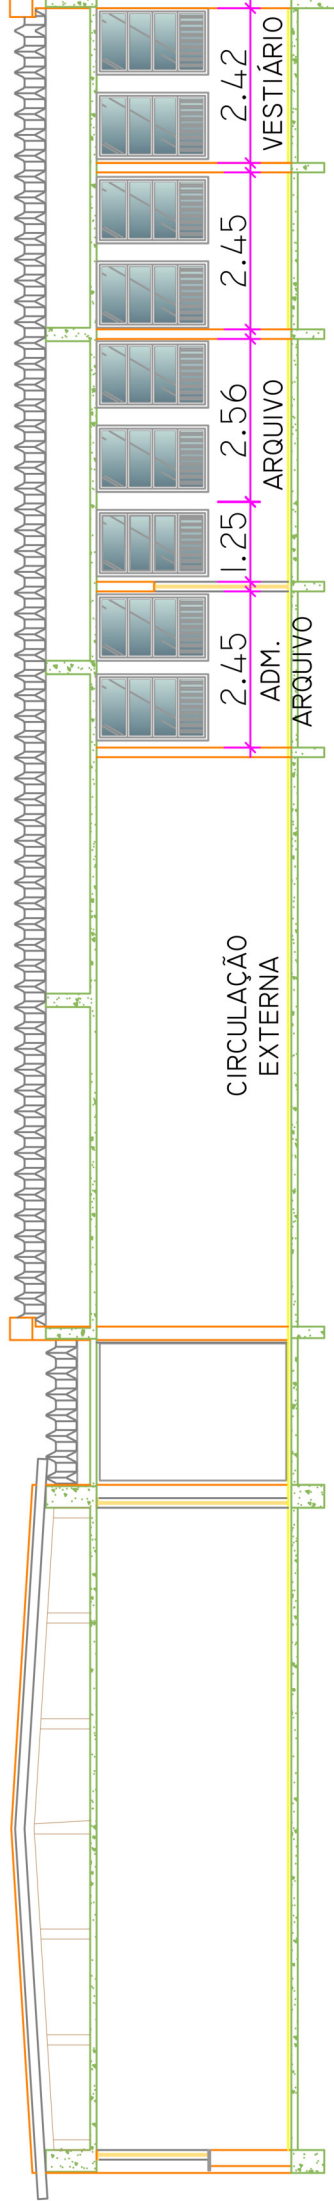 CIRCULAÇÃO
EXTERNA
2.45
ADM.
ARQUIVO
1.25
2.56
ARQUIVO
2.45
2.42
VESTIÁRIO